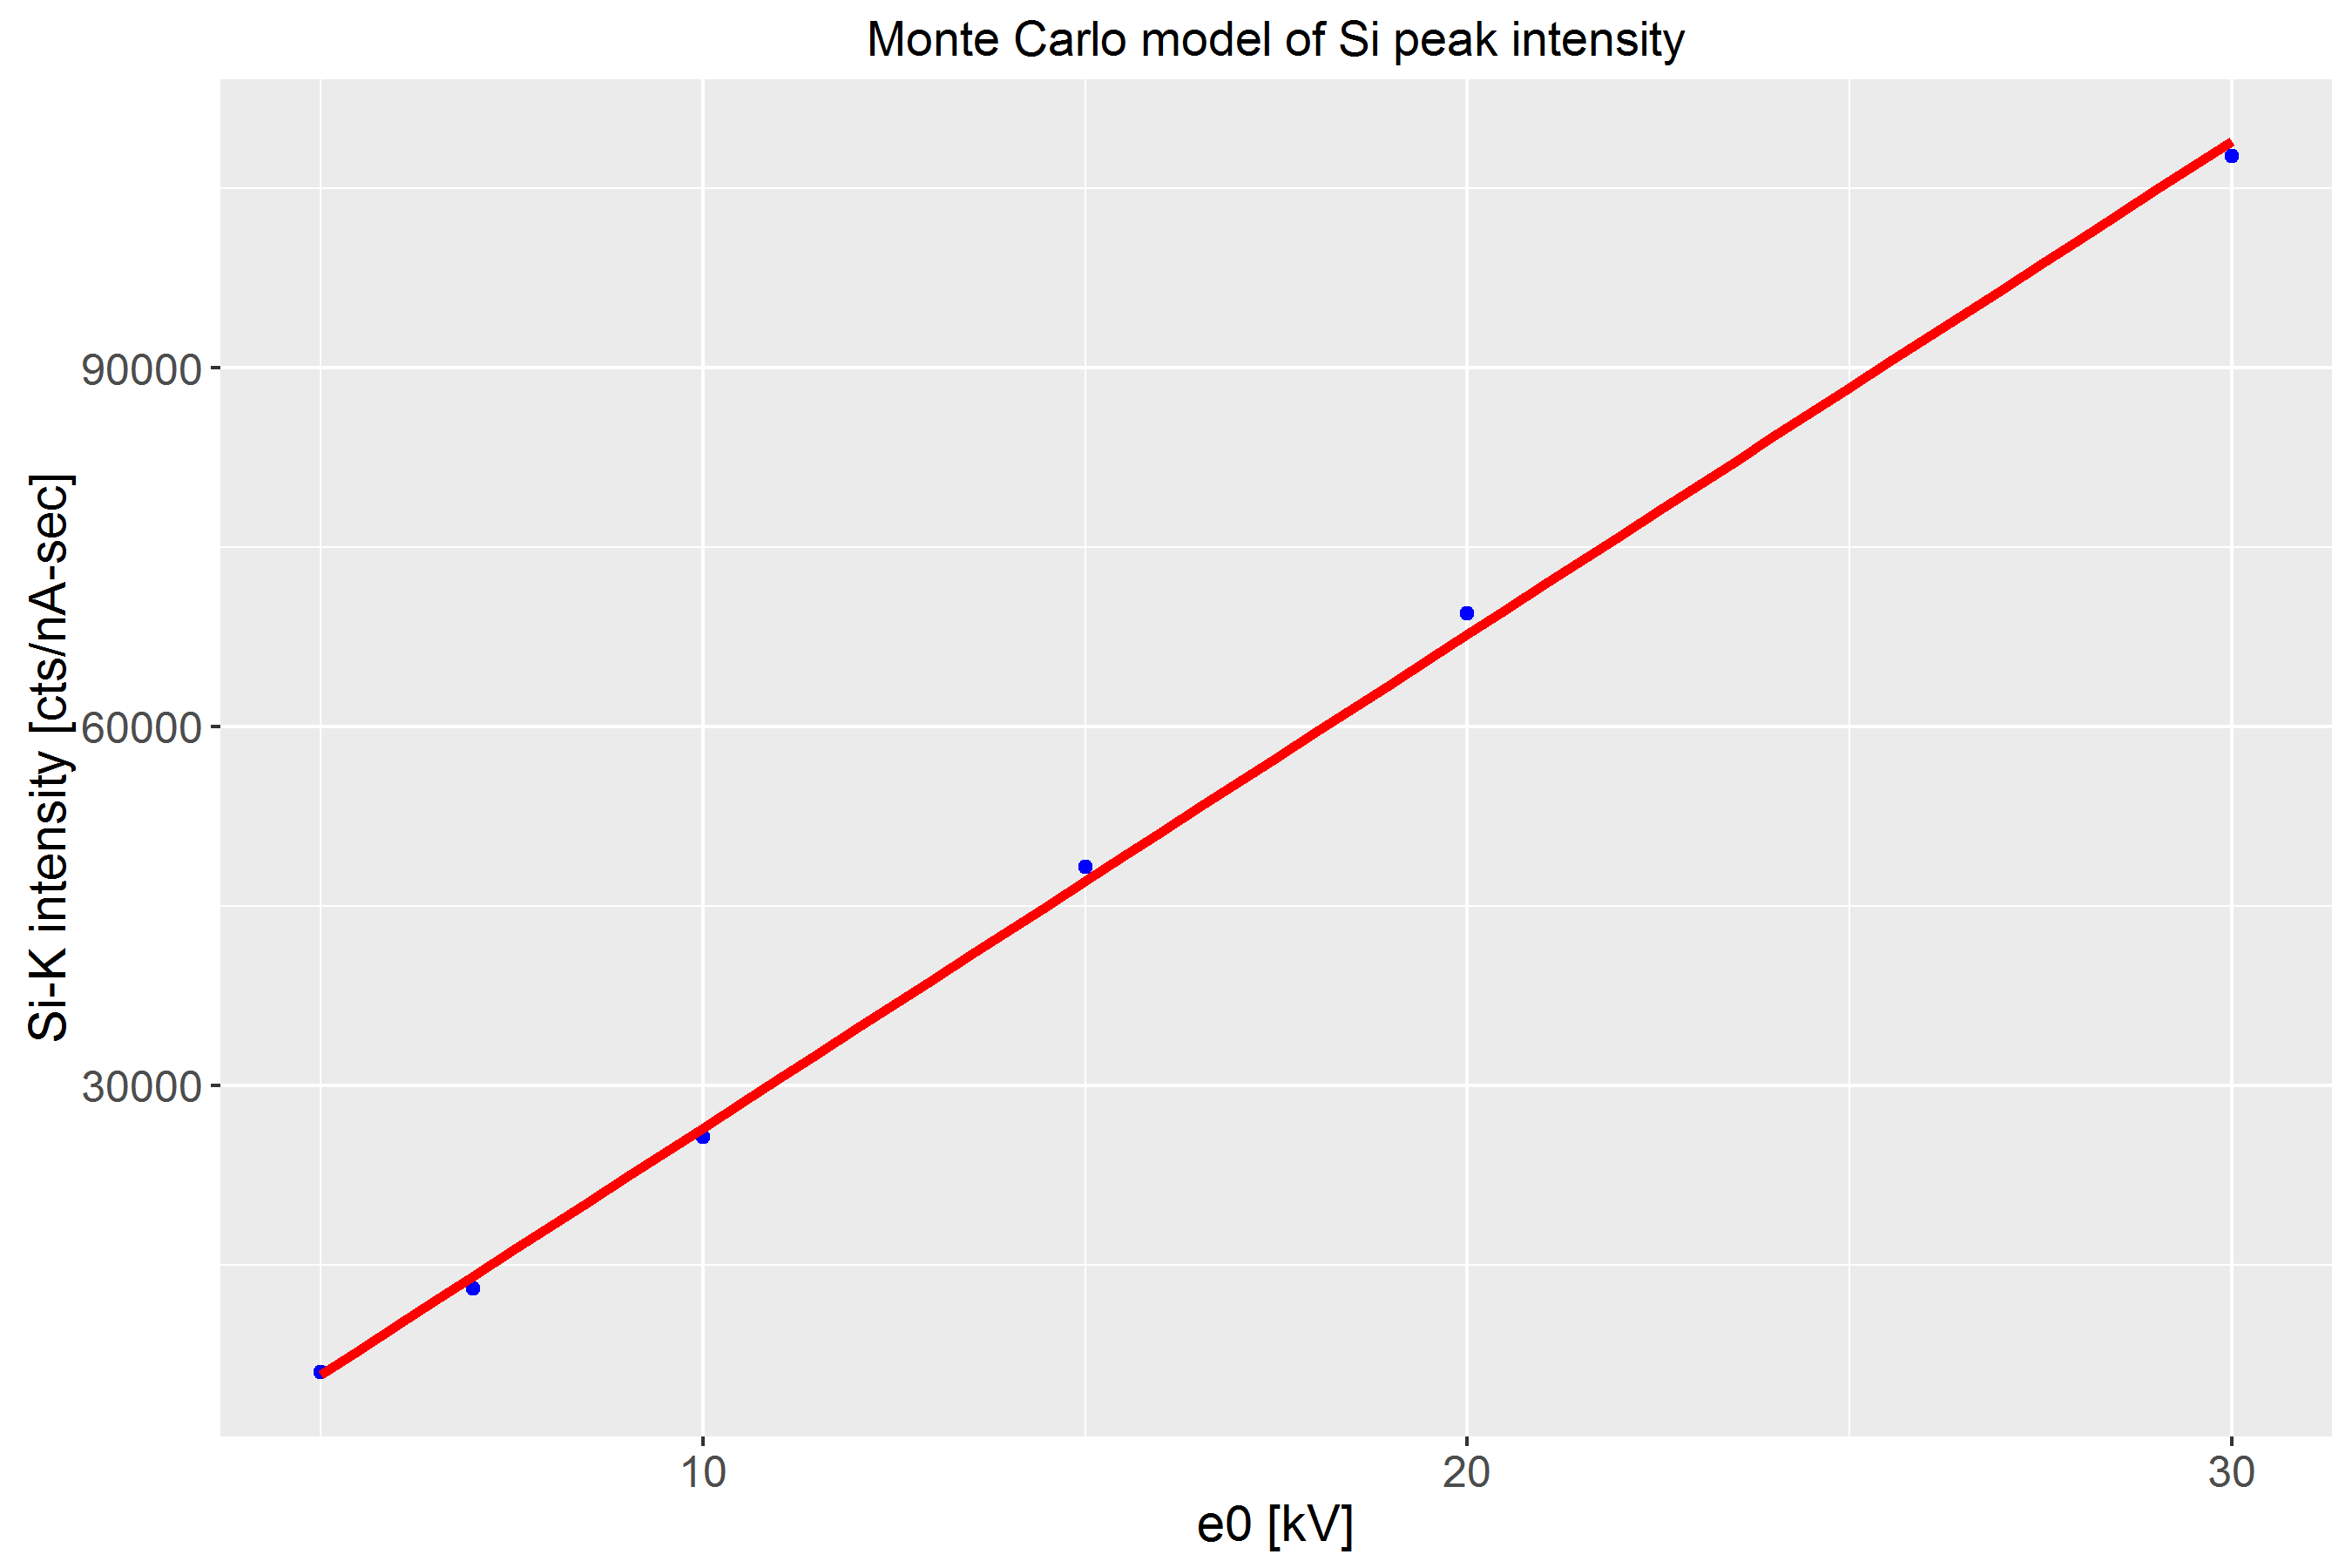 Monte Carlo model of Si peak intensity
Si-K intensity [cts/nA-sec]
90000
60000
30000
10
20
30
e0 [kV]